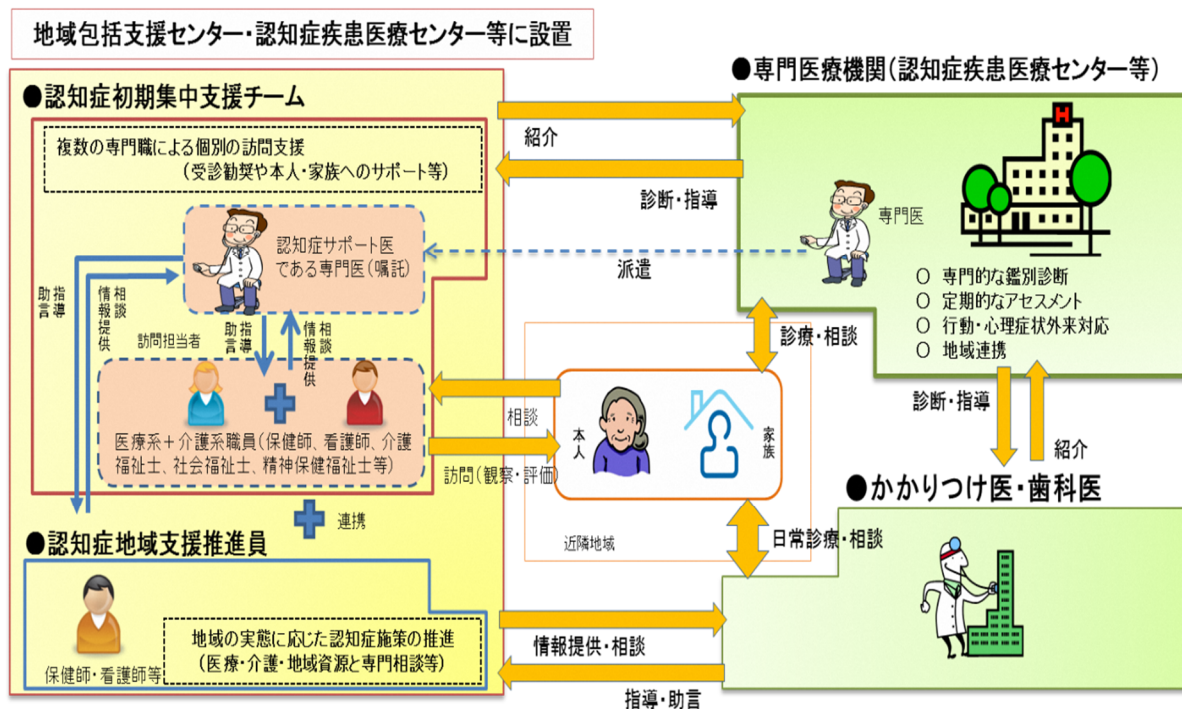 地域包括支援センター・認知症疾患医療センター等に設置
●認知症初期集中支援チーム
複数の専門職による個別の訪問支援
(受診勧奨や本人・家族へのサポート等)
認知症サポート医
である専門医(嘱託)
指導
助言
相談
情報提供
訪問担当者
指導
助言
相談
情報提供
医療系+介護系職員(保健師、看護師、介護
福祉士、社会福祉士、精神保健福祉士等)
連携
●認知症地域支援推進員
地域の実態に応じた認知症施策の推進
(医療・介護・地域資源と専門相談等)
保健師・看護師等
紹介
診断・指導
派遣
相談
訪問(観察・評価)
本人
家族
近隣地域
診療・相談
日常診療・相談
情報提供・相談
指導・助言
●専門医療機関(認知症疾患医療センター等)
H
専門医
○ 専門的な鑑別診断
○ 定期的なアセスメント
○ 行動・心理症状外来対応
○ 地域連携
診断・指導
紹介
●かかりつけ医・歯科医